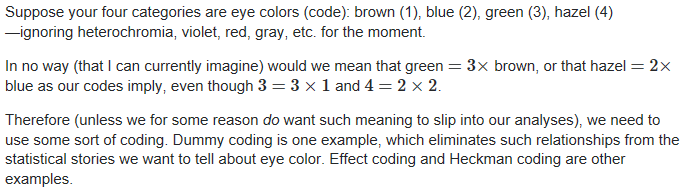 Suppose your four categories are eye colors (code): brown (1), blue (2), green (3), hazel (4)
—ignoring heterochromia, violet, red, gray, etc. for the moment.
In no way (that I can currently imagine) would we mean that green = 3× brown, or that hazel = 2×
blue as our codes imply, even though 3 = 3 × 1 and 4 = 2 × 2.
Therefore (unless we for some reason do want such meaning to slip into our analyses), we need to
use some sort of coding. Dummy coding is one example, which eliminates such relationships from the
statistical stories we want to tell about eye color. Effect coding and Heckman coding are other
examples.